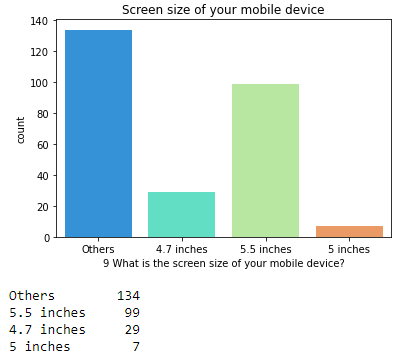 Screen size of your mobile device
140
120
100
80
60
40
20
0
count
Others 4.7 inches 5.5 inches 5 inches
9 What is the screen size of your mobile device?
Others 134
5.5 inches 99
4.7 inches 29
5 inches 7